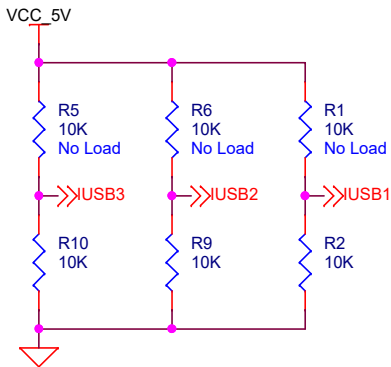 VCC_5V
R5
10K
No Load
R6
10K
No Load
R1
10K
No Load
IUSB3
IUSB2
IUSB1
R10
10K
R9
10K
R2
10K